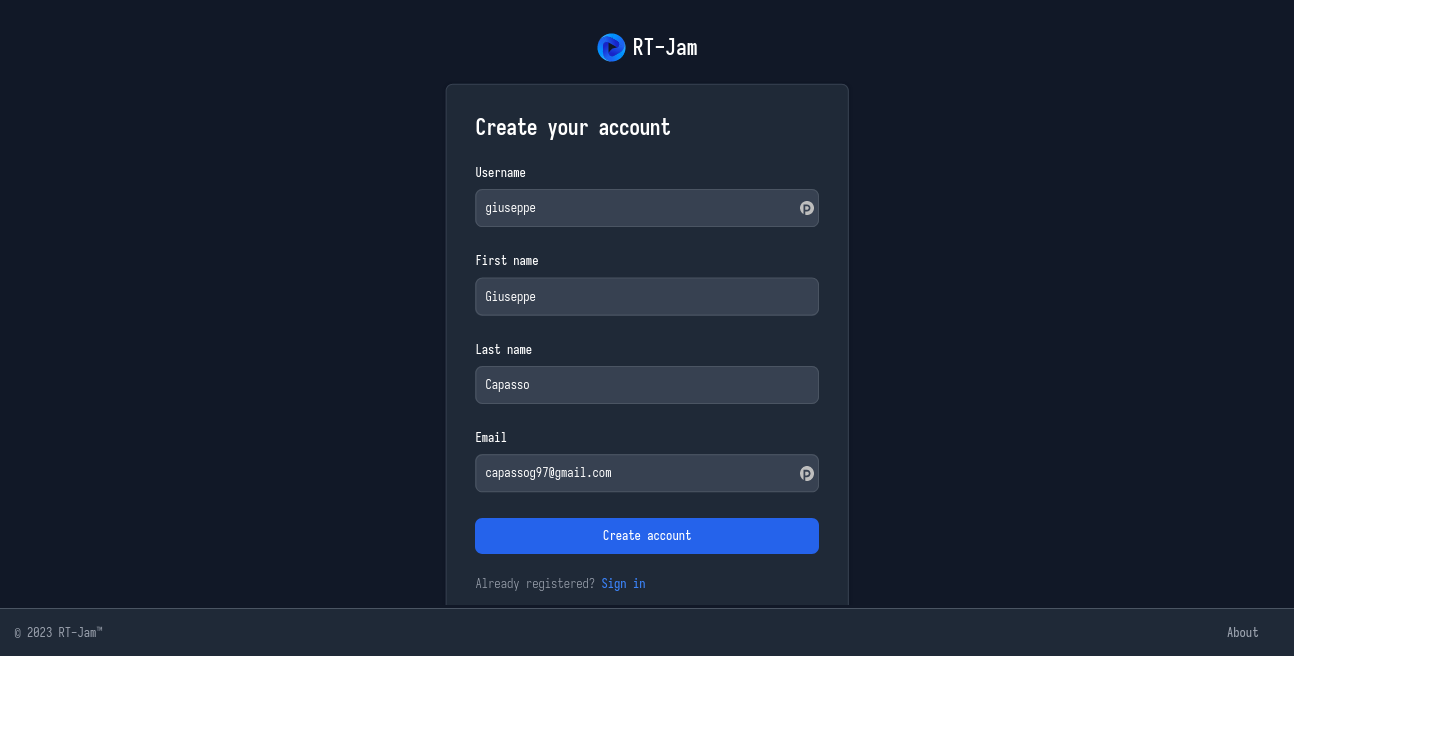 RT-Jam
Create your account
Username
giuseppe
First name
Giuseppe
Last name
Capasso
Email
capassog97@gmail.com
Create account
Already registered? Sign in
© 2023 RT-Jam™
About